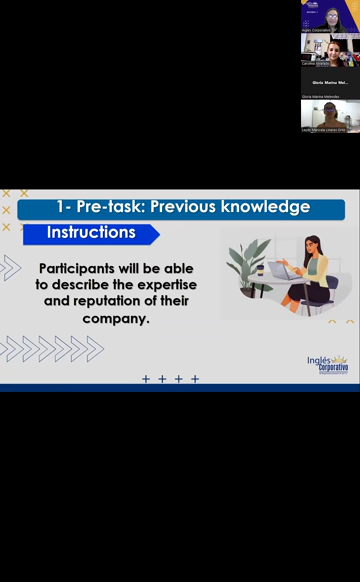 Inglés Corporativo
Gloria Marina Mel...
Gloria Marina Melendez
1- Pre-task: Previous knowledge
Instructions
Participants will be able
to describe the expertise
and reputation of their
company.
Inglés
Corporativo